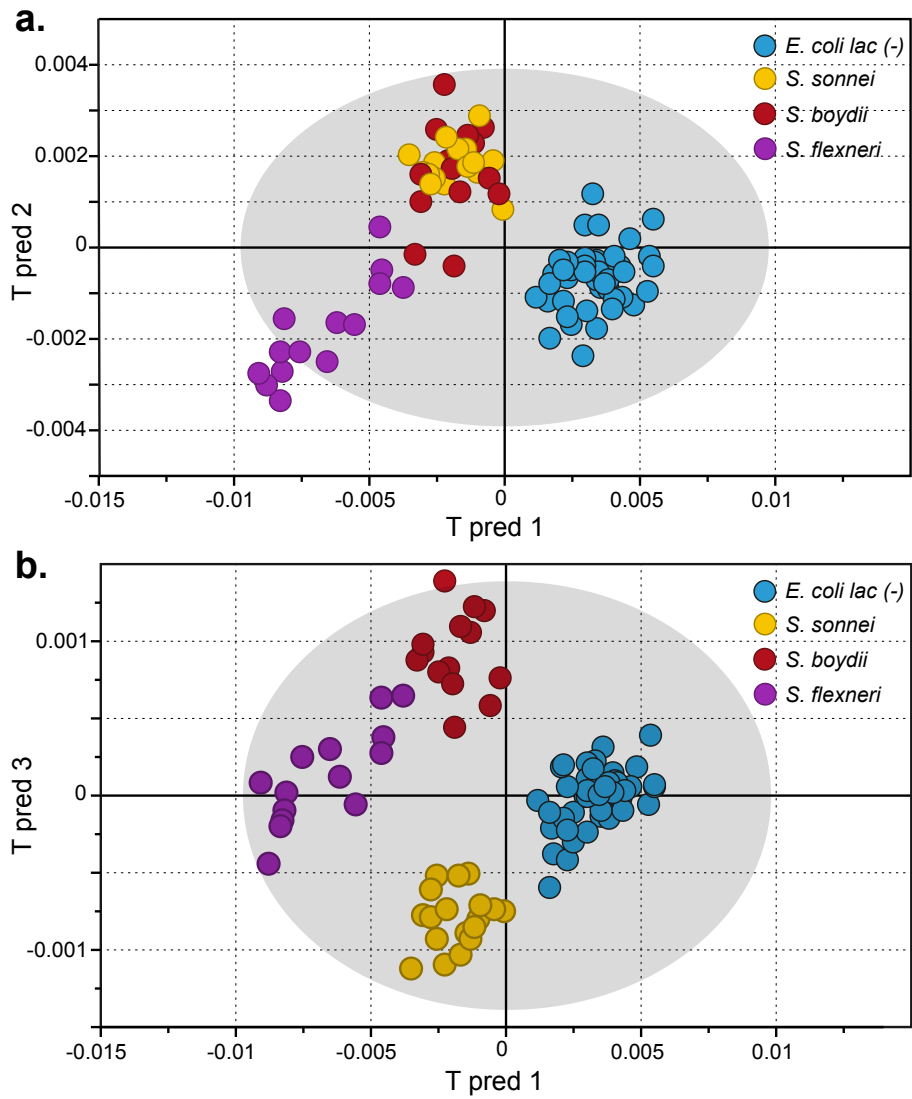 a.
E. coli lac (-)
S. sonnei
S. boydii
S. flexneri
0.004
0.002
0
-0.002
-0.004
T pred 2
-0.015 -0.01 -0.005 0 0.005 0.01
T pred 1
b.
E. coli lac (-)
S. sonnei
S. boydii
S. flexneri
0.001
0
-0.001
T pred 3
-0.015 -0.01 -0.005 0 0.005 0.01
T pred 1